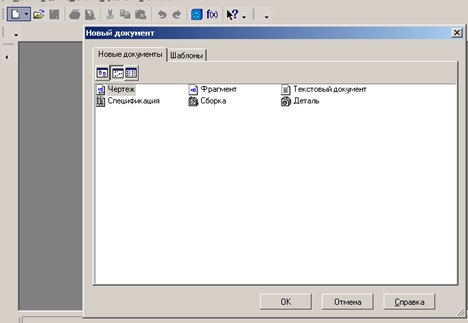 f(x)
Новый документ
Новые документы Шаблоны
Чертеж Фрагмент Текстовый документ
Спецификация Сборка Деталь
OK Отмена Справка